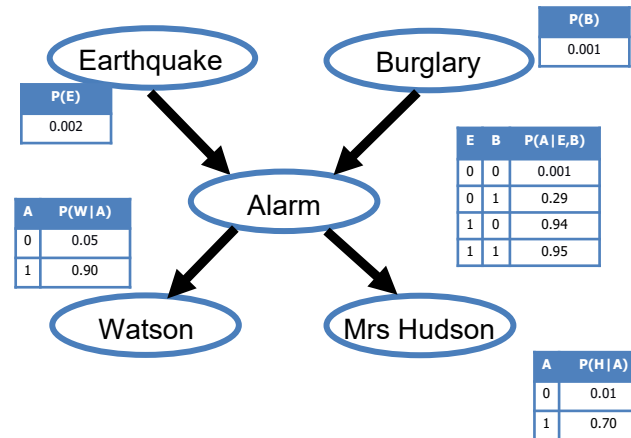 P(B)
0.001
Earthquake
Burglary
P(E)
0.002
E B P(A|E,B)
0 0 0.001
0 1 0.29
1 0 0.94
1 1 0.95
Alarm
A P(W|A)
0 0.05
1 0.90
Watson
Mrs Hudson
A P(H|A)
0 0.01
1 0.70